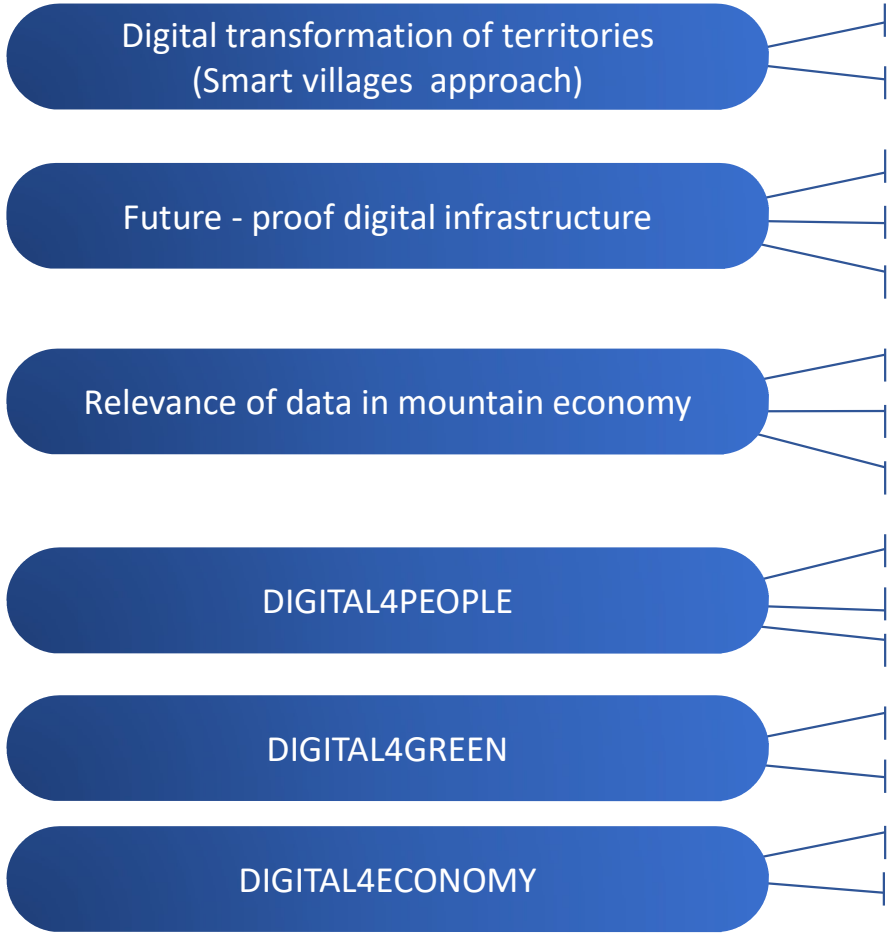 Digital transformation of territories
(Smart villages approach)
Future - proof digital infrastructure
Relevance of data in mountain economy
DIGITAL4PEOPLE
DIGITAL4GREEN
DIGITAL4ECONOMY